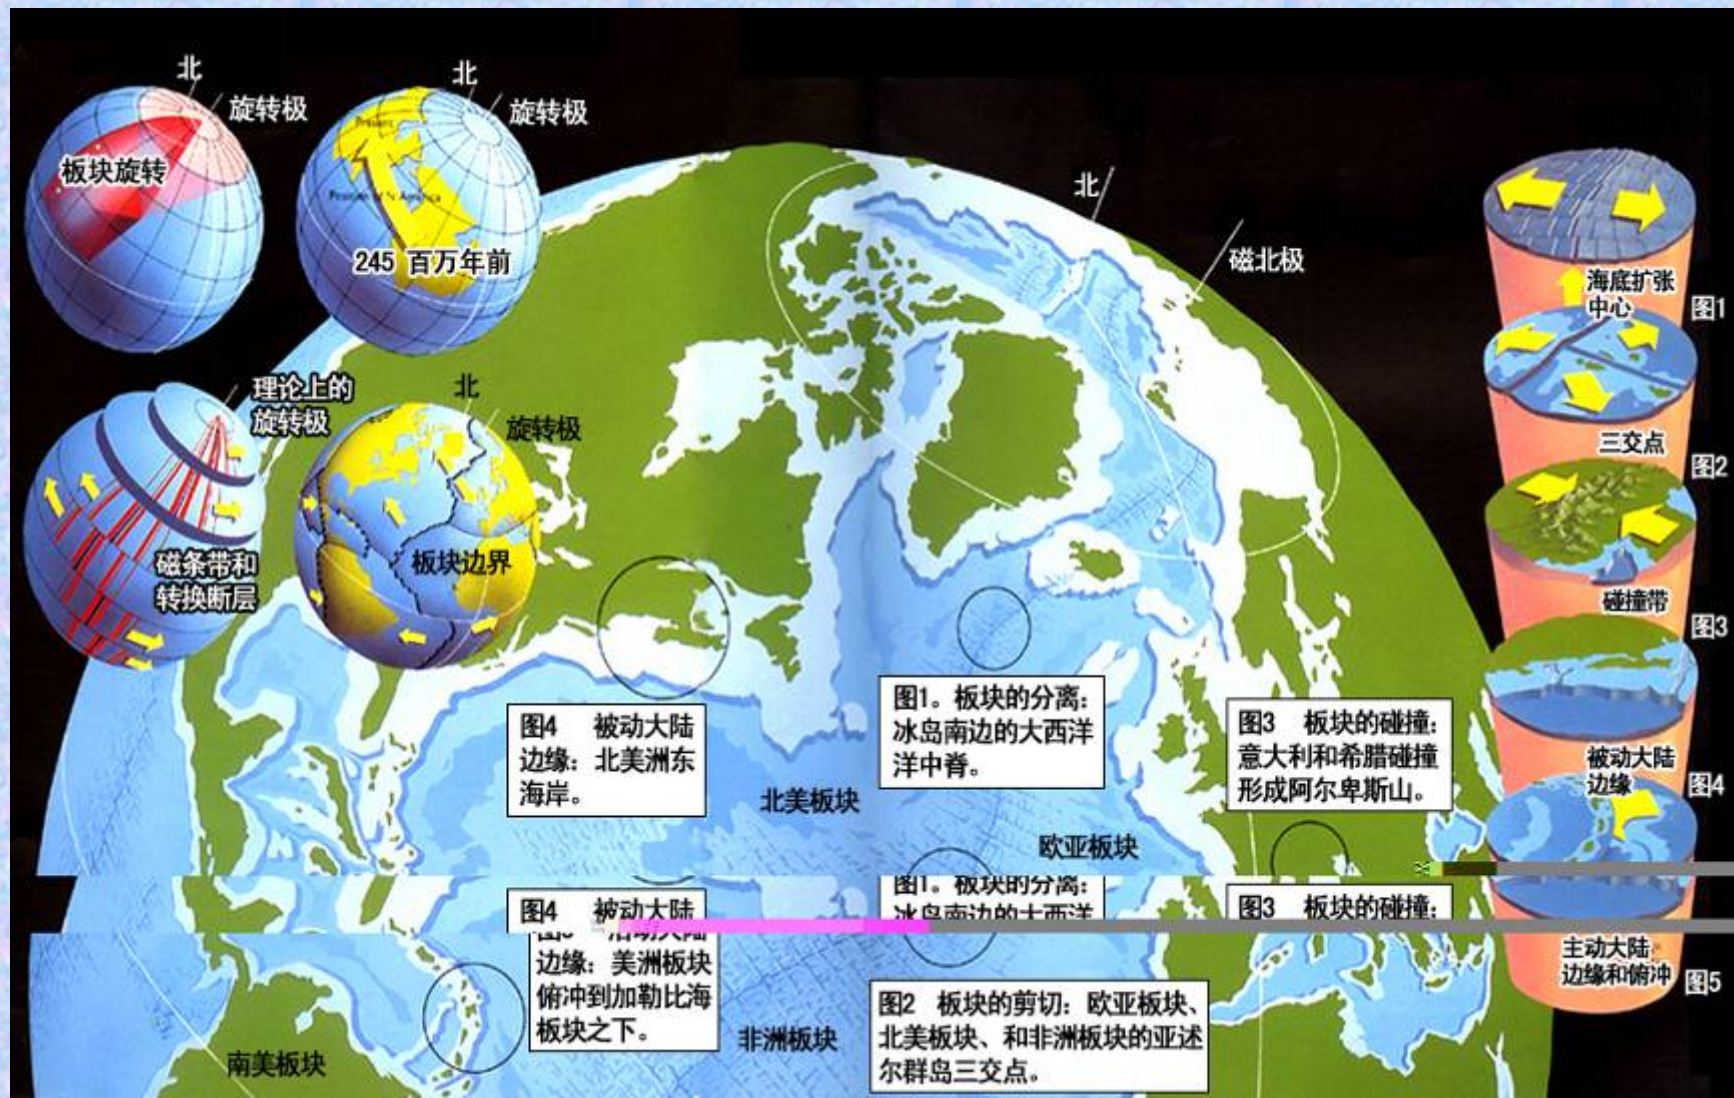 北
旋转极
板块旋转
北
旋转极
Present
245 百万年前
理论上的
旋转极
磁条带和
转换断层
北
旋转极
板块边界
北
磁北极
海底扩张
中心
图1
三交点
图2
碰撞带
图3
被动大陆
边缘
图4
主动大陆
边缘和俯冲
图5
图4 被动大陆
边缘：北美洲东
海岸。
图1。板块的分离：
冰岛南边的大西洋
洋中脊。
图3 板块的碰撞：
意大利和希腊碰撞
形成阿尔卑斯山。
北美板块
欧亚板块
图4 被动大陆
图1。板块的分离：
冰岛南边的大西洋
图3 板块的碰撞：
边缘：美洲板块
俯冲到加勒比海
板块之下。
图2 板块的剪切：欧亚板块、
北美板块、和非洲板块的亚述
尔群岛三交点。
非洲板块
南美板块